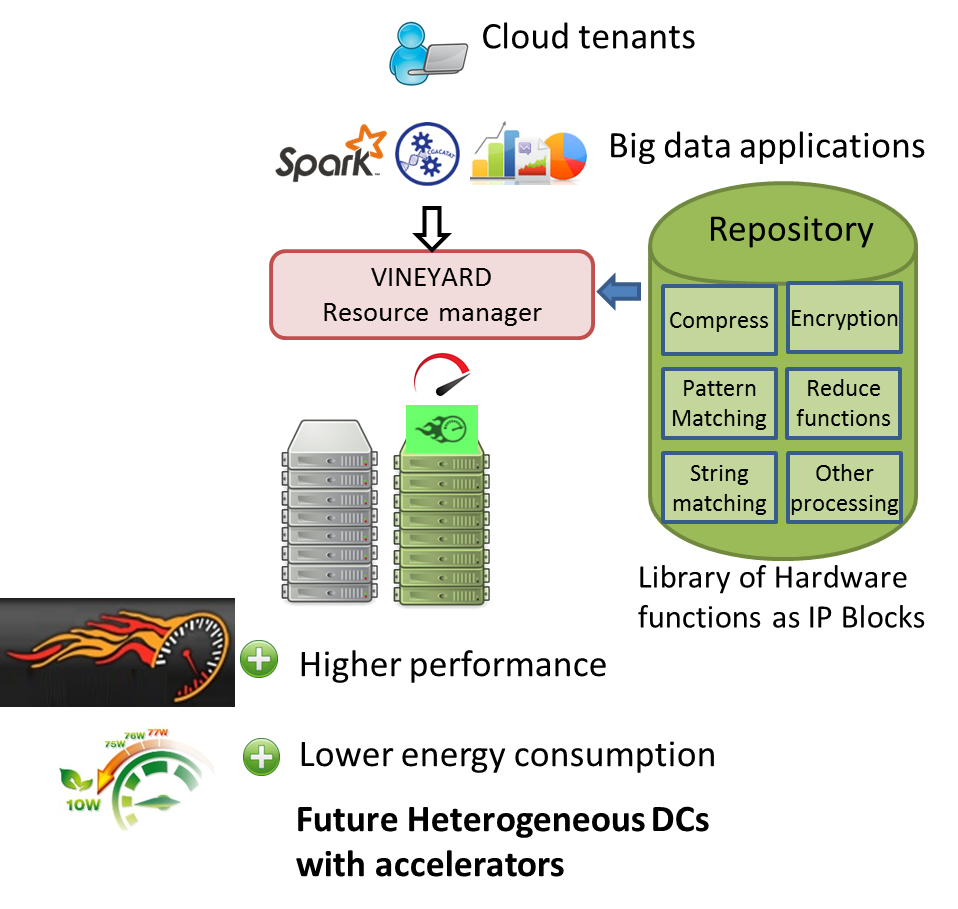 Cloud tenants
Spark™
CGACATAT
Big data applications
Repository
VINEYARD
Resource manager
Compress
Encryption
Pattern
Matching
Reduce
functions
String
matching
Other
processing
Library of Hardware
functions as IP Blocks
Higher performance
75W 76W 77W
10W
Lower energy consumption
Future Heterogeneous DCs
with accelerators